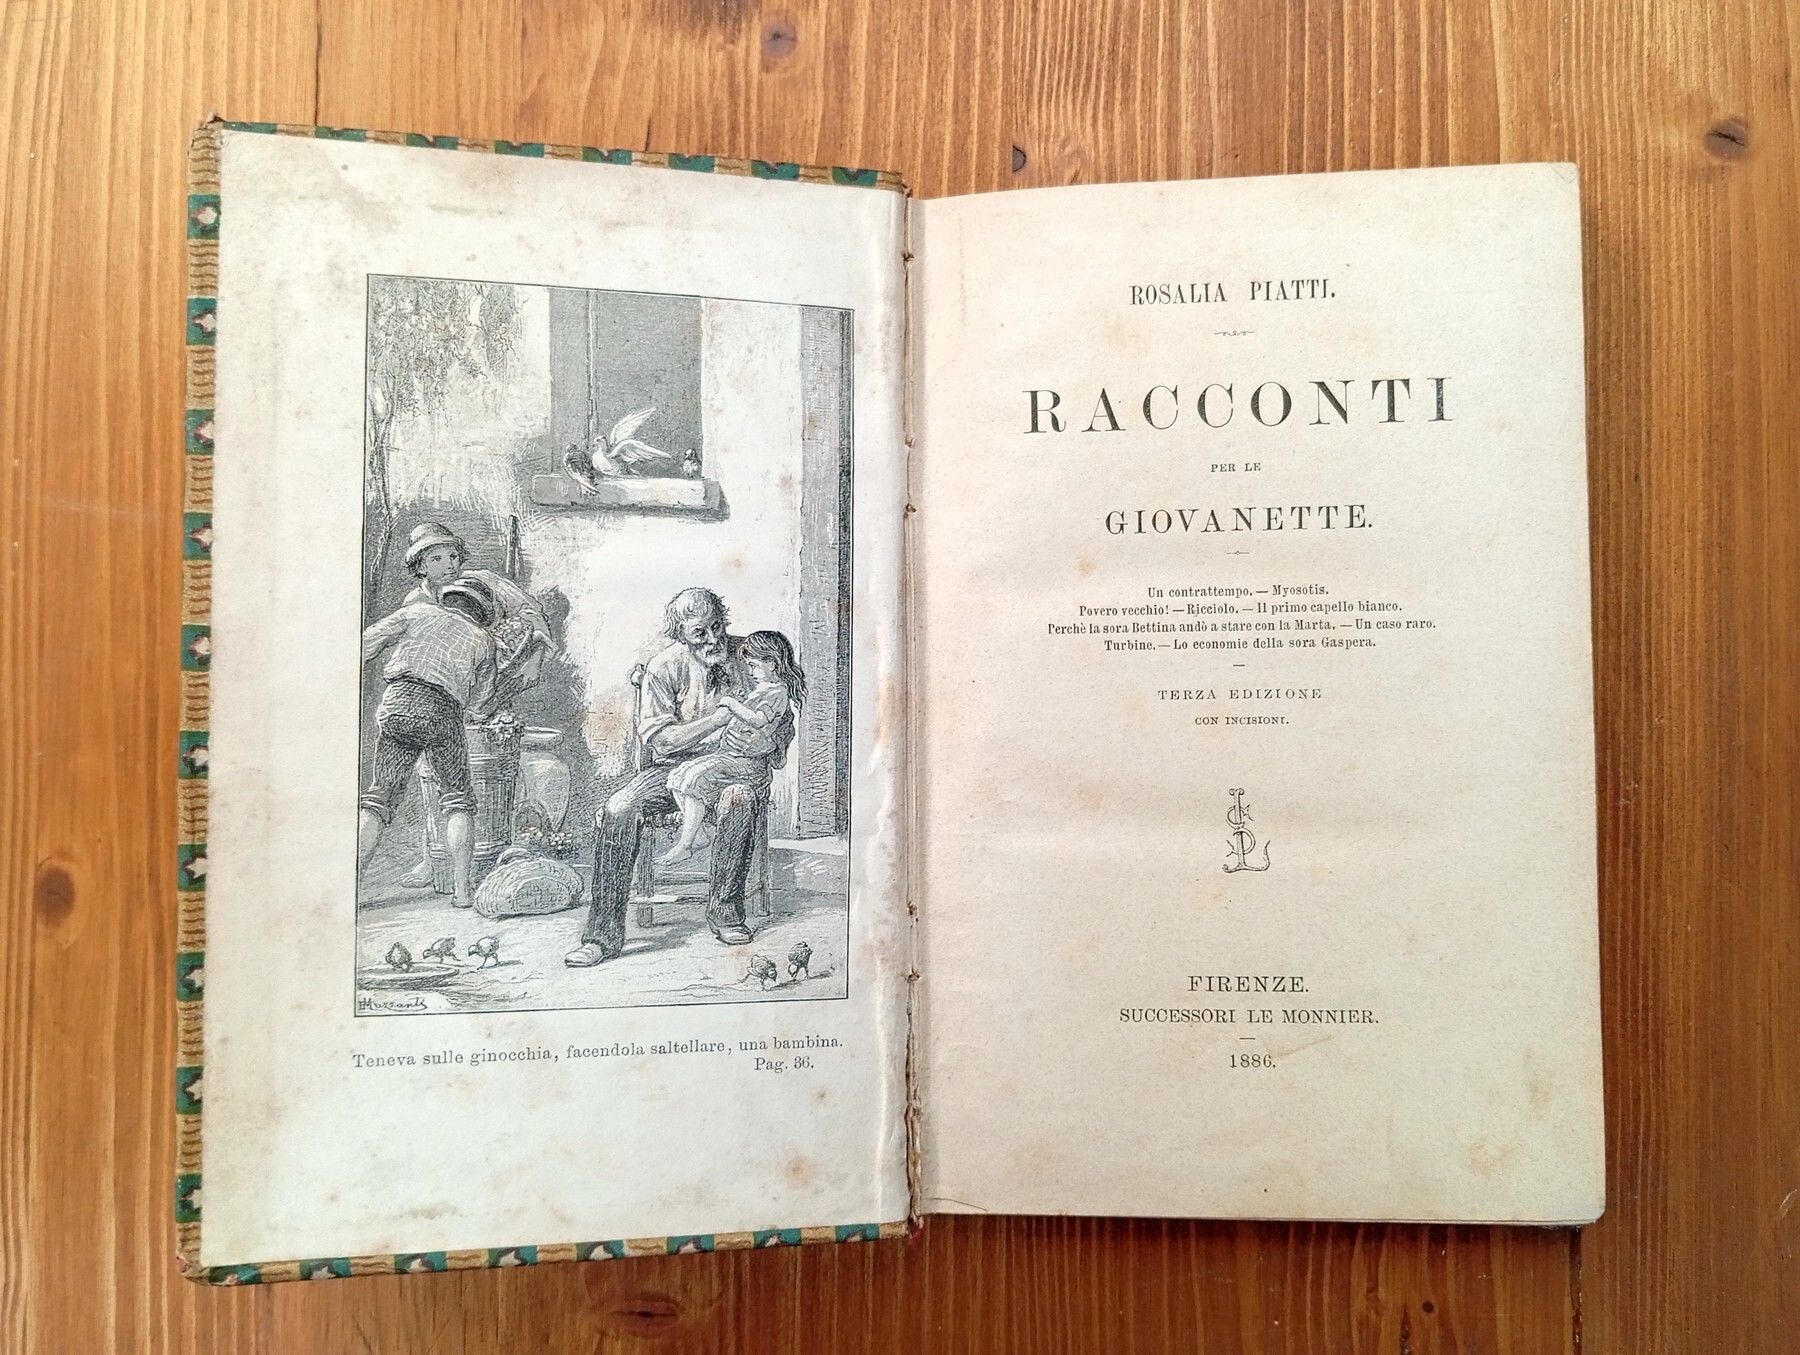 Mazzanti
Teneva sulle ginocchia, facendola saltellare, una bambina.
Pag. 36.
ROSALIA PIATTI.
RACCONTI
PER LE
GIOVANETTE.
Un contrattempo. — Myosotis.
Povero vecchio! — Ricciolo. — Il primo capello bianco.
Perchè la sora Bettina andò a stare con la Marta. — Un caso raro.
Turbine. — Lo economie della sora Gaspera.
TERZA EDIZIONE
CON INCISIONI.
FIRENZE.
SUCCESSORI LE MONNIER.
1886.